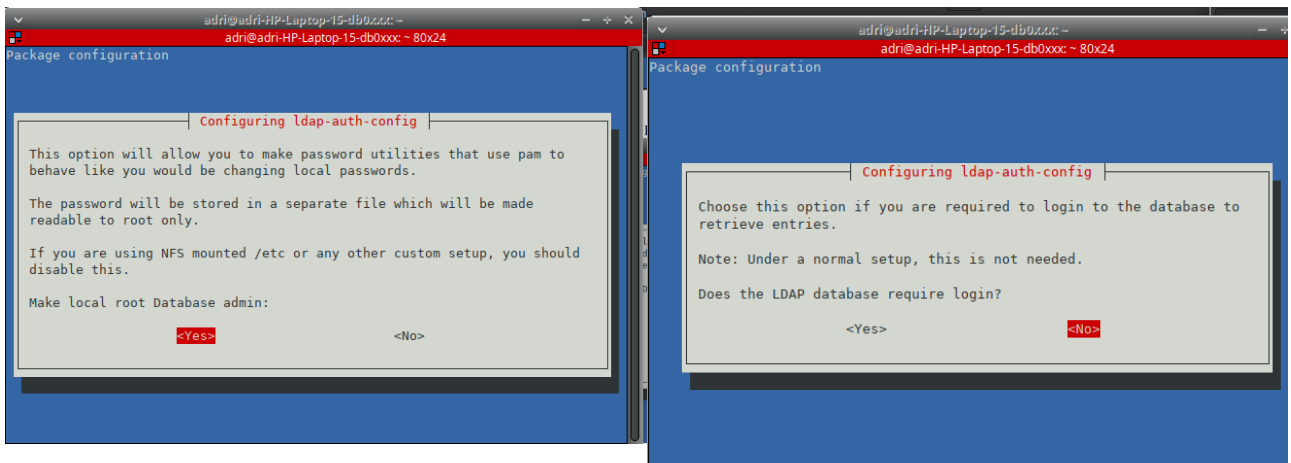 adri@adri-HP-Laptop-15-db0xxx: ~
adri@adri-HP-Laptop-15-db0xxx: ~ 80x24
Package configuration
Configuring ldap-auth-config
This option will allow you to make password utilities that use pam to
behave like you would be changing local passwords.
The password will be stored in a separate file which will be made
readable to root only.
If you are using NFS mounted /etc or any other custom setup, you should
disable this.
Make local root Database admin:
<Yes> <No>
adri@adri-HP-Laptop-15-db0xxx: ~
adri@adri-HP-Laptop-15-db0xxx: ~ 80x24
Package configuration
Configuring ldap-auth-config
Choose this option if you are required to login to the database to
retrieve entries.
Note: Under a normal setup, this is not needed.
Does the LDAP database require login?
<Yes> <No>